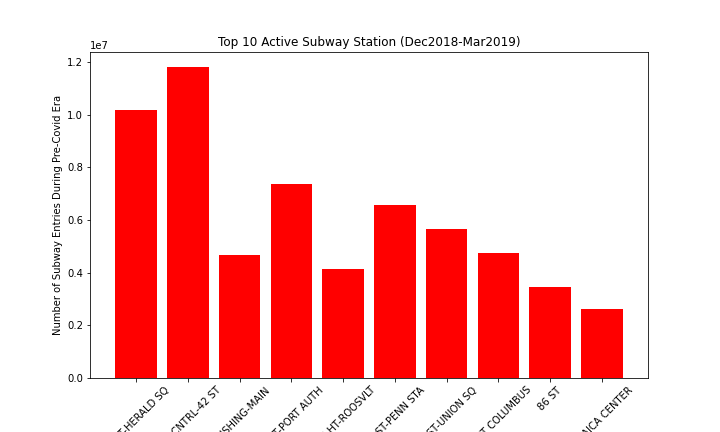 Top 10 Active Subway Station (Dec2018-Mar2019)
1e7
Number of Subway Entries During Pre-Covid Era
1.2
1.0
0.8
0.6
0.4
0.2
0.0
T-HERALD SQ
CNTRL-42 ST
SHING-MAIN
T-PORT AUTH
HT-ROOSVLT
ST-PENN STA
ST-UNION SQ
T COLUMBUS
86 ST
ICA CENTER